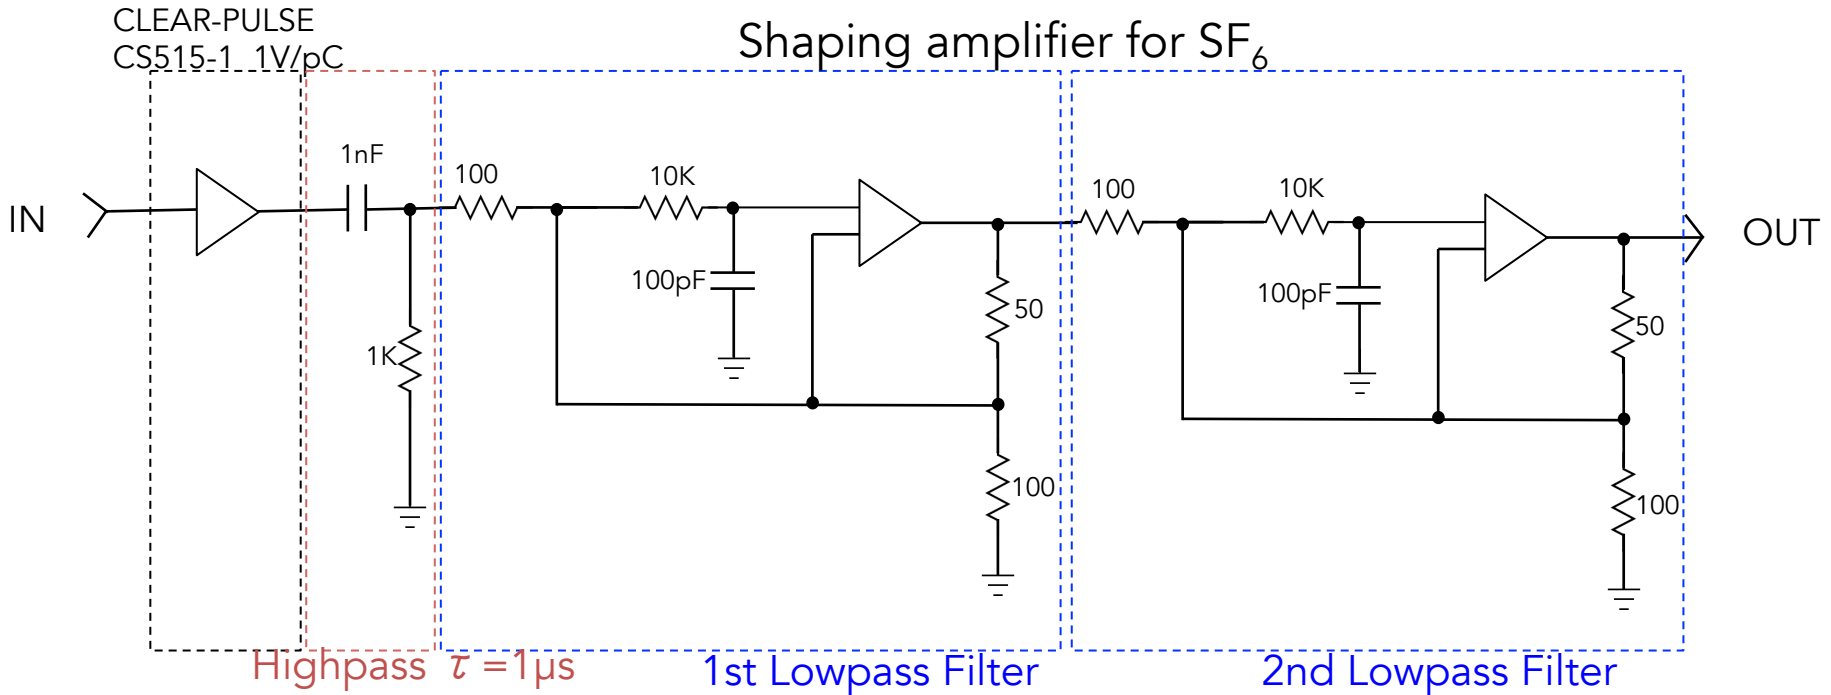 CLEAR-PULSE
CS515-1 1V/pC
Shaping amplifier for SF₆
1nF
100
10K
100
10K
IN
OUT
100pF
100pF
50
50
1K
100
100
Highpass τ =1μs
1st Lowpass Filter
2nd Lowpass Filter